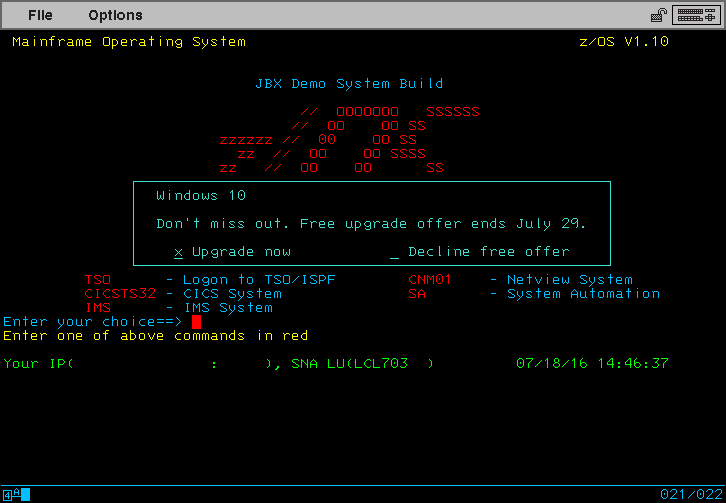 File Options
Mainframe Operating System z/OS V1.10
JBX Demo System Build
// OOOOOOO SSSSSS
// OO OO SS
zzzzzz // OO OO SS
zz // OO OO SSSS
zz // OO OO SS
Windows 10
Don't miss out. Free upgrade offer ends July 29.
x Upgrade now _ Decline free offer
TSO - Logon to TSO/ISPF CNM01 - Netview System
CICSTS32 - CICS System SA - System Automation
IMS - IMS System
Enter your choice==>
Enter one of above commands in red
Your IP( : ), SNA LU(LCL703 ) 07/18/16 14:46:37
4A 021/022